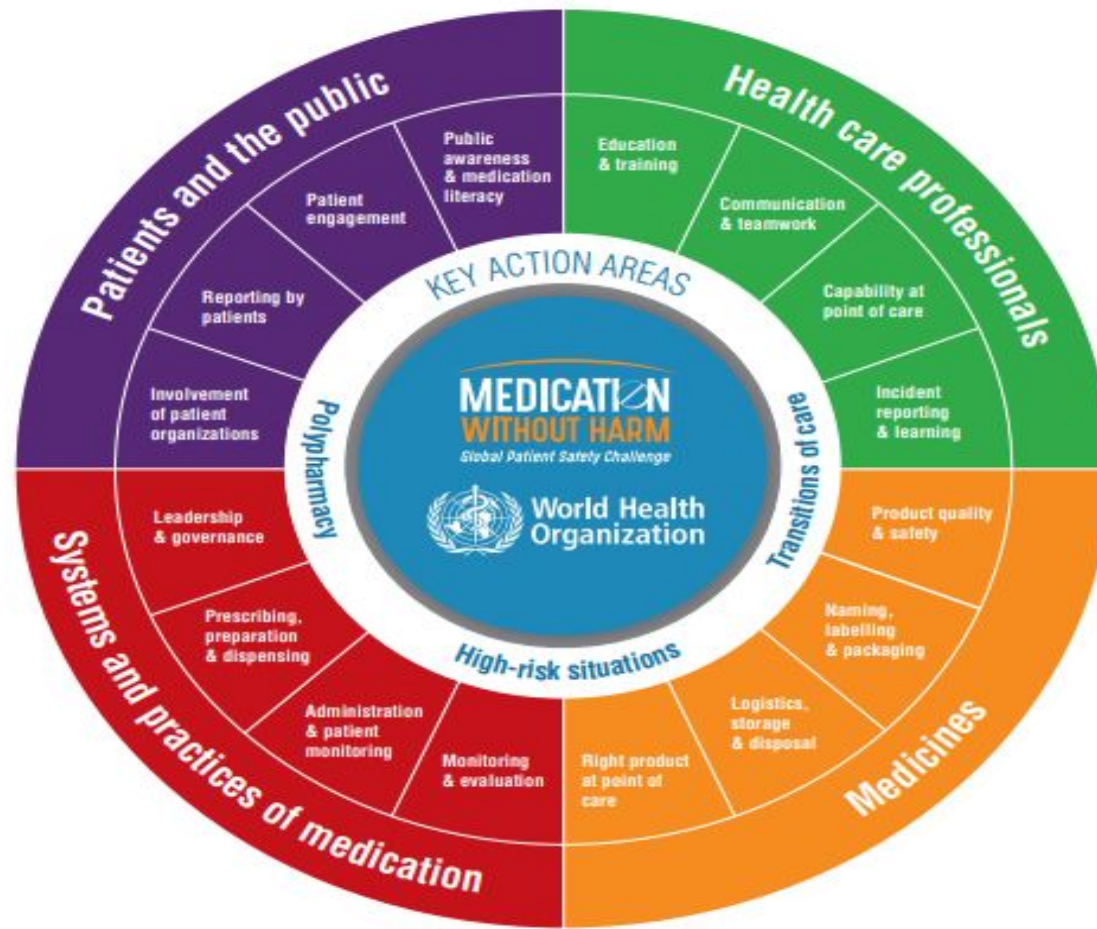 Patients and the public
Public
awareness
& medication
literacy
Patient
engagement
Reporting by
patients
Involvement
of patient
organizations
Health care professionals
Education
& training
Communication
& teamwork
Capability at
point of care
Incident
reporting
& learning
KEY ACTION AREAS
Polypharmacy
Transitions of care
High-risk situations
MEDICATION
WITHOUT HARM
Global Patient Safety Challenge
World Health
Organization
Systems and practices of medication
Leadership
& governance
Prescribing,
preparation
& dispensing
Administration
& patient
monitoring
Monitoring
& evaluation
Medicines
Product quality
& safety
Naming,
labelling
& packaging
Logistics,
storage
& disposal
Right product
at point of
care